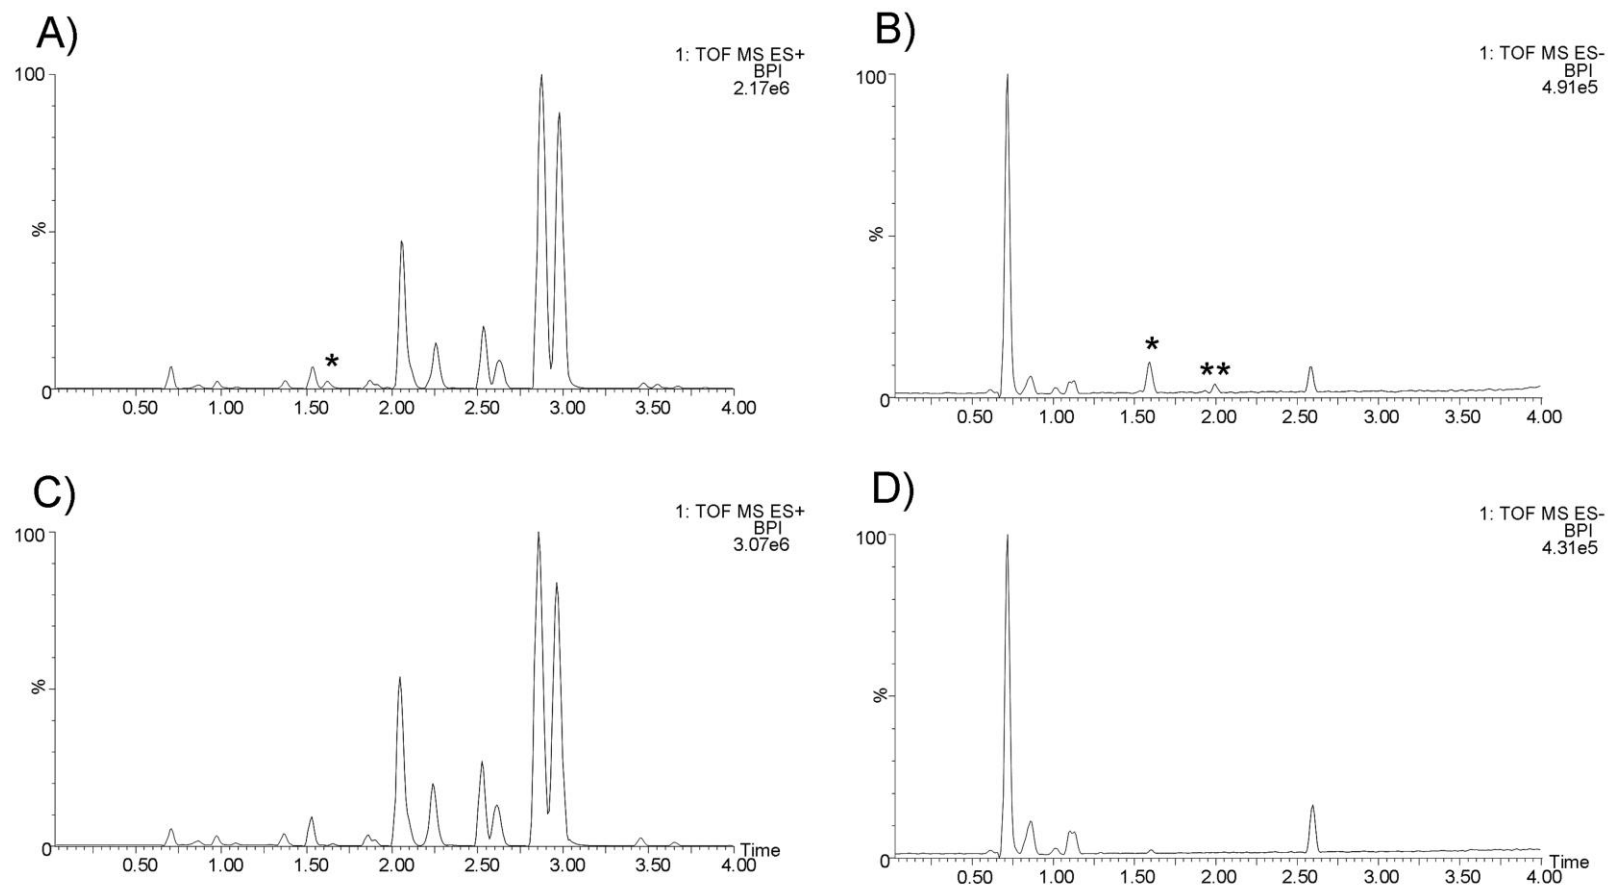 A)
1: TOF MS ES+
BPI
2.17e6
100
%
*
0
0.50 1.00 1.50 2.00 2.50 3.00 3.50 4.00
B)
1: TOF MS ES-
BPI
4.91e5
100
%
*
**
0
0.50 1.00 1.50 2.00 2.50 3.00 3.50 4.00
C)
1: TOF MS ES+
BPI
3.07e6
100
%
0
Time
0.50 1.00 1.50 2.00 2.50 3.00 3.50 4.00
D)
1: TOF MS ES-
BPI
4.31e5
100
%
0
Time
0.50 1.00 1.50 2.00 2.50 3.00 3.50 4.00